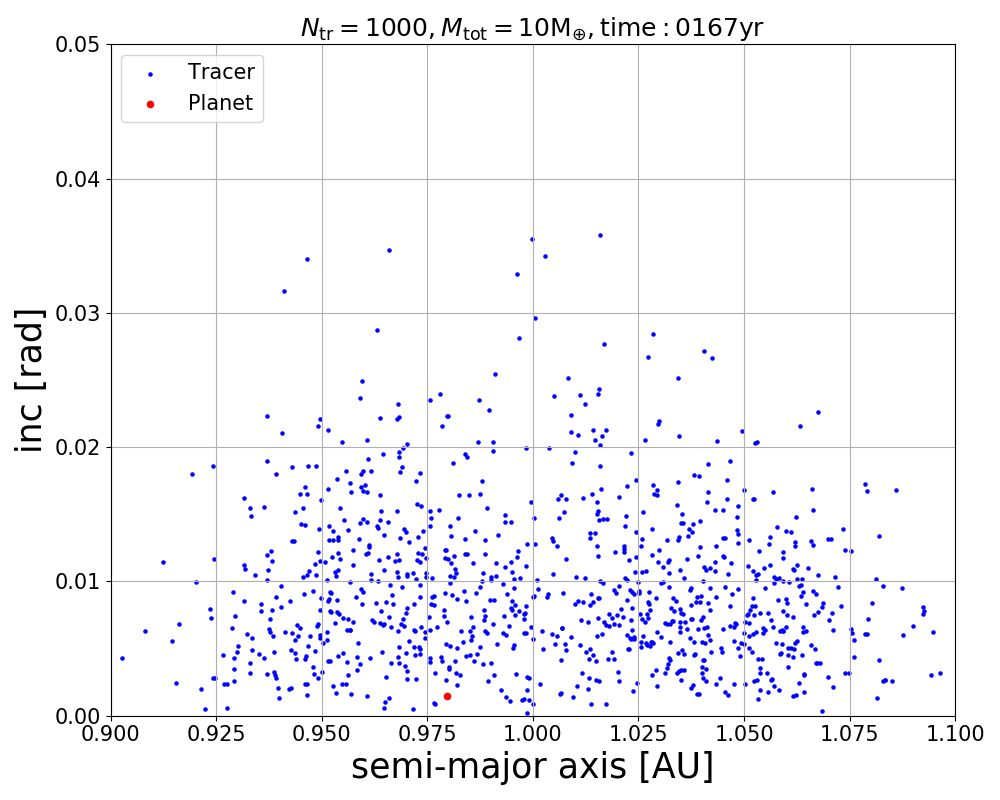 N_tr = 1000, M_tot = 10M_⊕, time : 0167yr
0.05
Tracer
Planet
0.04
0.03
0.02
0.01
0.00
inc [rad]
0.900 0.925 0.950 0.975 1.000 1.025 1.050 1.075 1.100
semi-major axis [AU]